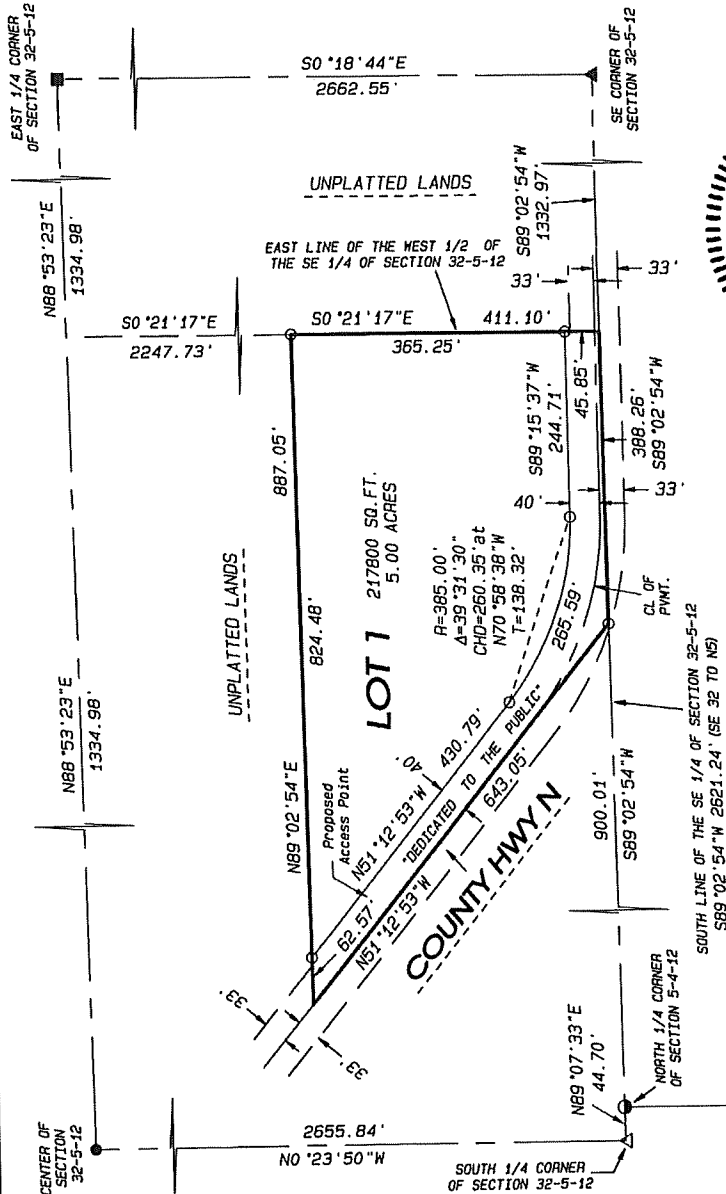 EAST 1/4 CORNER
OF SECTION 32-5-12
S0°18'44"E
2662.55'
SE CORNER OF
SECTION 32-5-12
N88°53'23"E
1334.98'
UNPLATTED LANDS
S89°02'54"W
1332.97'
EAST LINE OF THE WEST 1/2 OF
THE SE 1/4 OF SECTION 32-5-12
33'
33'
S0°21'17"E
2247.73'
S0°21'17"E
411.10'
365.25'
45.85'
887.05'
S89°15'37"W
244.71'
388.26'
S89°02'54"W
40'
33'
UNPLATTED LANDS
824.48'
LOT 1
217800 SQ.FT.
5.00 ACRES
R=385.00'
Δ=39°31'30"
CHD=260.35' at
N70°58'38"W
T=138.32'
265.59'
CL OF
PVMT.
N88°53'23"E
1334.98'
N89°02'54"E
Proposed
Access Point
N51°12'53"W
40'
430.79'
"DEDICATED TO THE PUBLIC"
62.57'
N51°12'53"W
643.05'
COUNTY HWY N
33'
33'
900.01'
S89°02'54"W
SOUTH LINE OF THE SE 1/4 OF SECTION 32-5-12
S89°02'54"W 2621.24' (SE 32 TO N5)
CENTER OF
SECTION
32-5-12
2655.84'
N0°23'50"W
N89°07'33"E
44.70'
NORTH 1/4 CORNER
OF SECTION 5-4-12
SOUTH 1/4 CORNER
OF SECTION 32-5-12